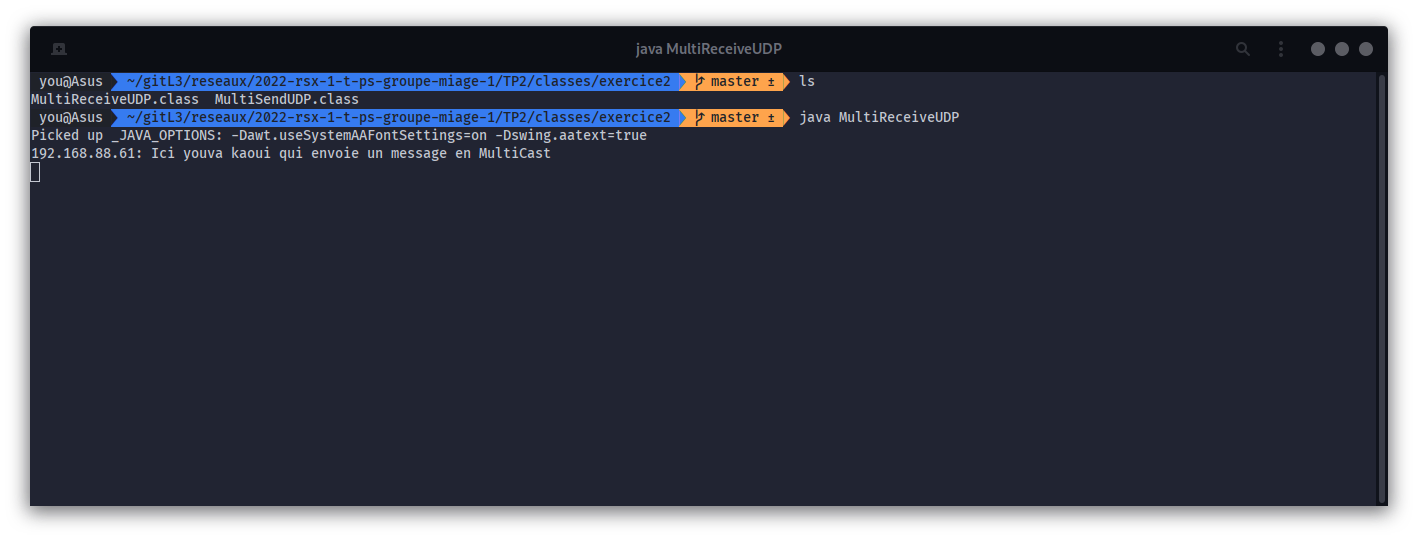 java MultiReceiveUDP
you@Asus ~/gitL3/reseaux/2022-rsx-1-t-ps-groupe-miage-1/TP2/classes/exercice2 master ± ls
MultiReceiveUDP.class  MultiSendUDP.class
you@Asus ~/gitL3/reseaux/2022-rsx-1-t-ps-groupe-miage-1/TP2/classes/exercice2 master ± java MultiReceiveUDP
Picked up _JAVA_OPTIONS: -Dawt.useSystemAAFontSettings=on -Dswing.aatext=true
192.168.88.61: Ici youva kaoui qui envoie un message en MultiCast